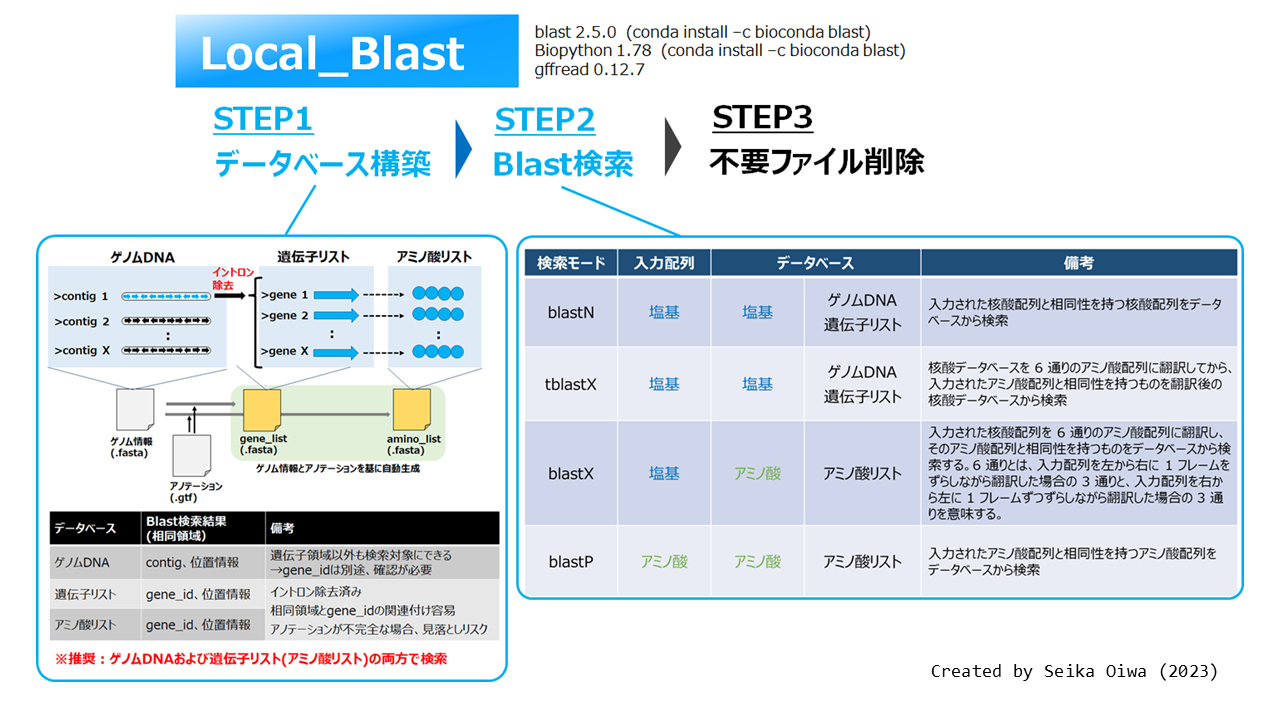 Local_Blast
blast 2.5.0  (conda install –c bioconda blast)
Biopython 1.78  (conda install –c bioconda blast)
gffread 0.12.7
STEP1
データベース構築
STEP2
Blast検索
STEP3
不要ファイル削除
ゲノムDNA
遺伝子リスト
アミノ酸リスト
イントロン
除去
>contig 1
>contig 2
:
>contig X
>gene 1
>gene 2
:
>gene X
:
ゲノム情報
(.fasta)
gene_list
(.fasta)
amino_list
(.fasta)
ゲノム情報とアノテーションを基に自動生成
アノテーション
(.gtf)
データベース
Blast検索結果
(相同領域)
備考
ゲノムDNA
contig、位置情報
遺伝子領域以外も検索対象にできる
→gene_idは別途、確認が必要
遺伝子リスト
gene_id、位置情報
イントロン除去済み
相同領域とgene_idの関連付け容易
アノテーションが不完全な場合、見落としリスク
アミノ酸リスト
gene_id、位置情報
※推奨：ゲノムDNAおよび遺伝子リスト(アミノ酸リスト)の両方で検索
検索モード
入力配列
データベース
備考
blastN
塩基
塩基
ゲノムDNA
遺伝子リスト
入力された核酸配列と相同性を持つ核酸配列をデータ
ベースから検索
tblastX
塩基
塩基
ゲノムDNA
遺伝子リスト
核酸データベースを 6 通りのアミノ酸配列に翻訳してから、
入力されたアミノ酸配列と相同性を持つものを翻訳後の
核酸データベースから検索
blastX
塩基
アミノ酸
アミノ酸リスト
入力された核酸配列を 6 通りのアミノ酸配列に翻訳し、
そのアミノ酸配列と相同性を持つものをデータベースから検
索する。6 通りとは、入力配列を左から右に 1 フレームを
ずらしながら翻訳した場合の 3 通りと、入力配列を右か
ら左に 1 フレームずつずらしながら翻訳した場合の 3 通
りを意味する。
blastP
アミノ酸
アミノ酸
アミノ酸リスト
入力されたアミノ酸配列と相同性を持つアミノ酸配列を
データベースから検索
Created by Seika Oiwa (2023)